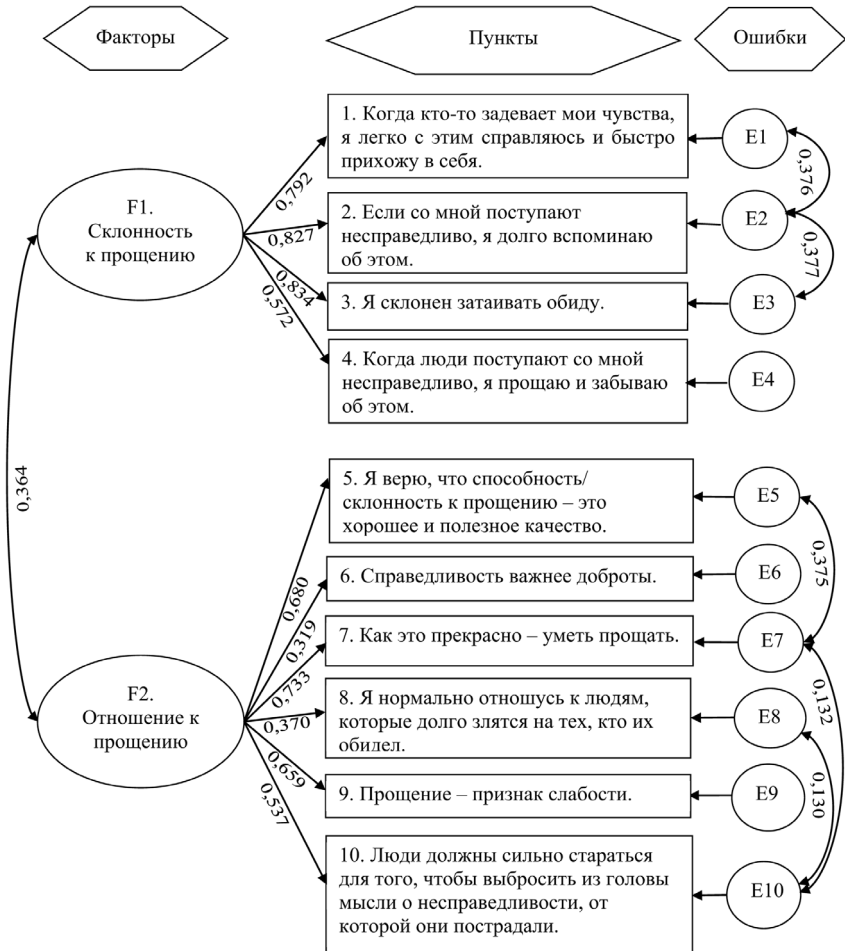 Факторы
Пункты
Ошибки
1. Когда кто-то задевает мои чувства,
я легко с этим справляюсь и быстро
прихожу в себя.
E1
0,376
0,792
F1.
Склонность
к прощению
2. Если со мной поступают
несправедливо, я долго вспоминаю
об этом.
E2
0,827
0,377
0,834
3. Я склонен затаивать обиду.
E3
0,572
4. Когда люди поступают со мной
несправедливо, я прощаю и забываю
об этом.
E4
0,364
5. Я верю, что способность/
склонность к прощению – это
хорошее и полезное качество.
E5
0,375
0,680
6. Справедливость важнее доброты.
E6
0,319
7. Как это прекрасно – уметь прощать.
E7
0,733
0,132
F2.
Отношение к
прощению
8. Я нормально отношусь к людям,
которые долго злятся на тех, кто их
обидел.
E8
0,370
0,659
9. Прощение – признак слабости.
E9
0,130
0,537
10. Люди должны сильно стараться
для того, чтобы выбросить из головы
мысли о несправедливости, от
которой они пострадали.
E10